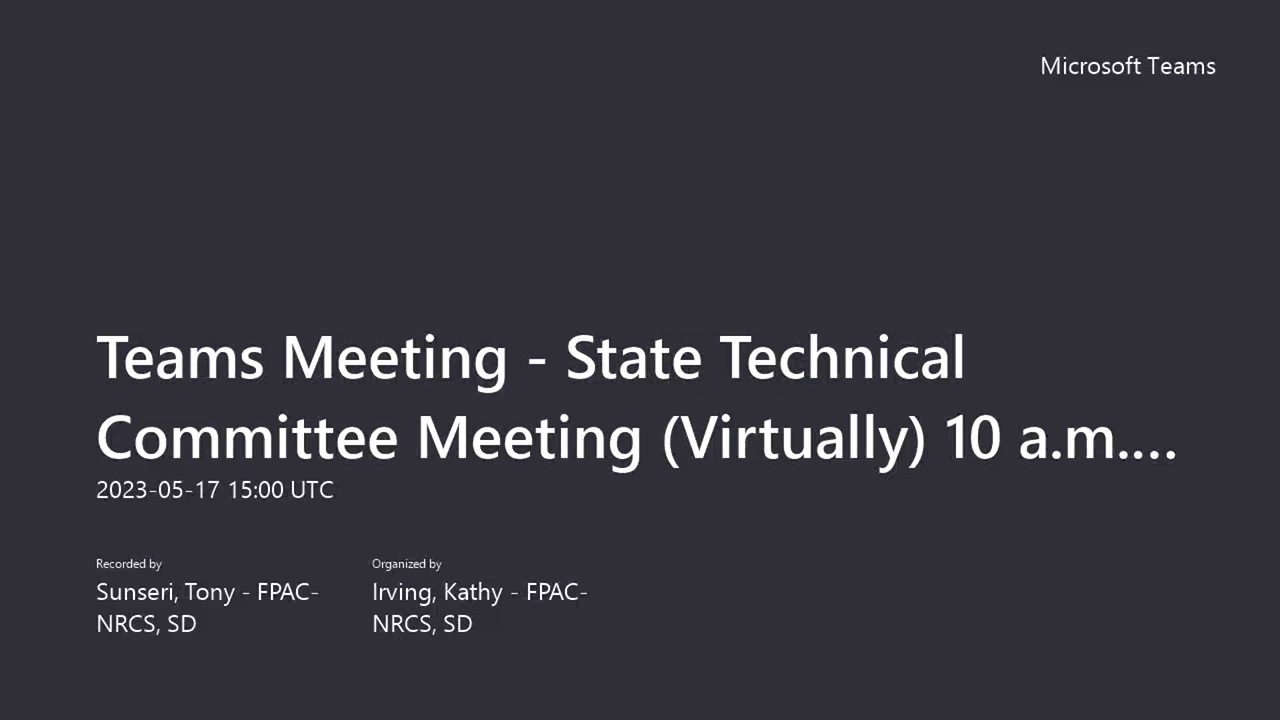 Microsoft Teams
Teams Meeting - State Technical
Committee Meeting (Virtually) 10 a.m....
2023-05-17 15:00 UTC
Recorded by
Sunseri, Tony - FPAC-
NRCS, SD
Organized by
Irving, Kathy - FPAC-
NRCS, SD